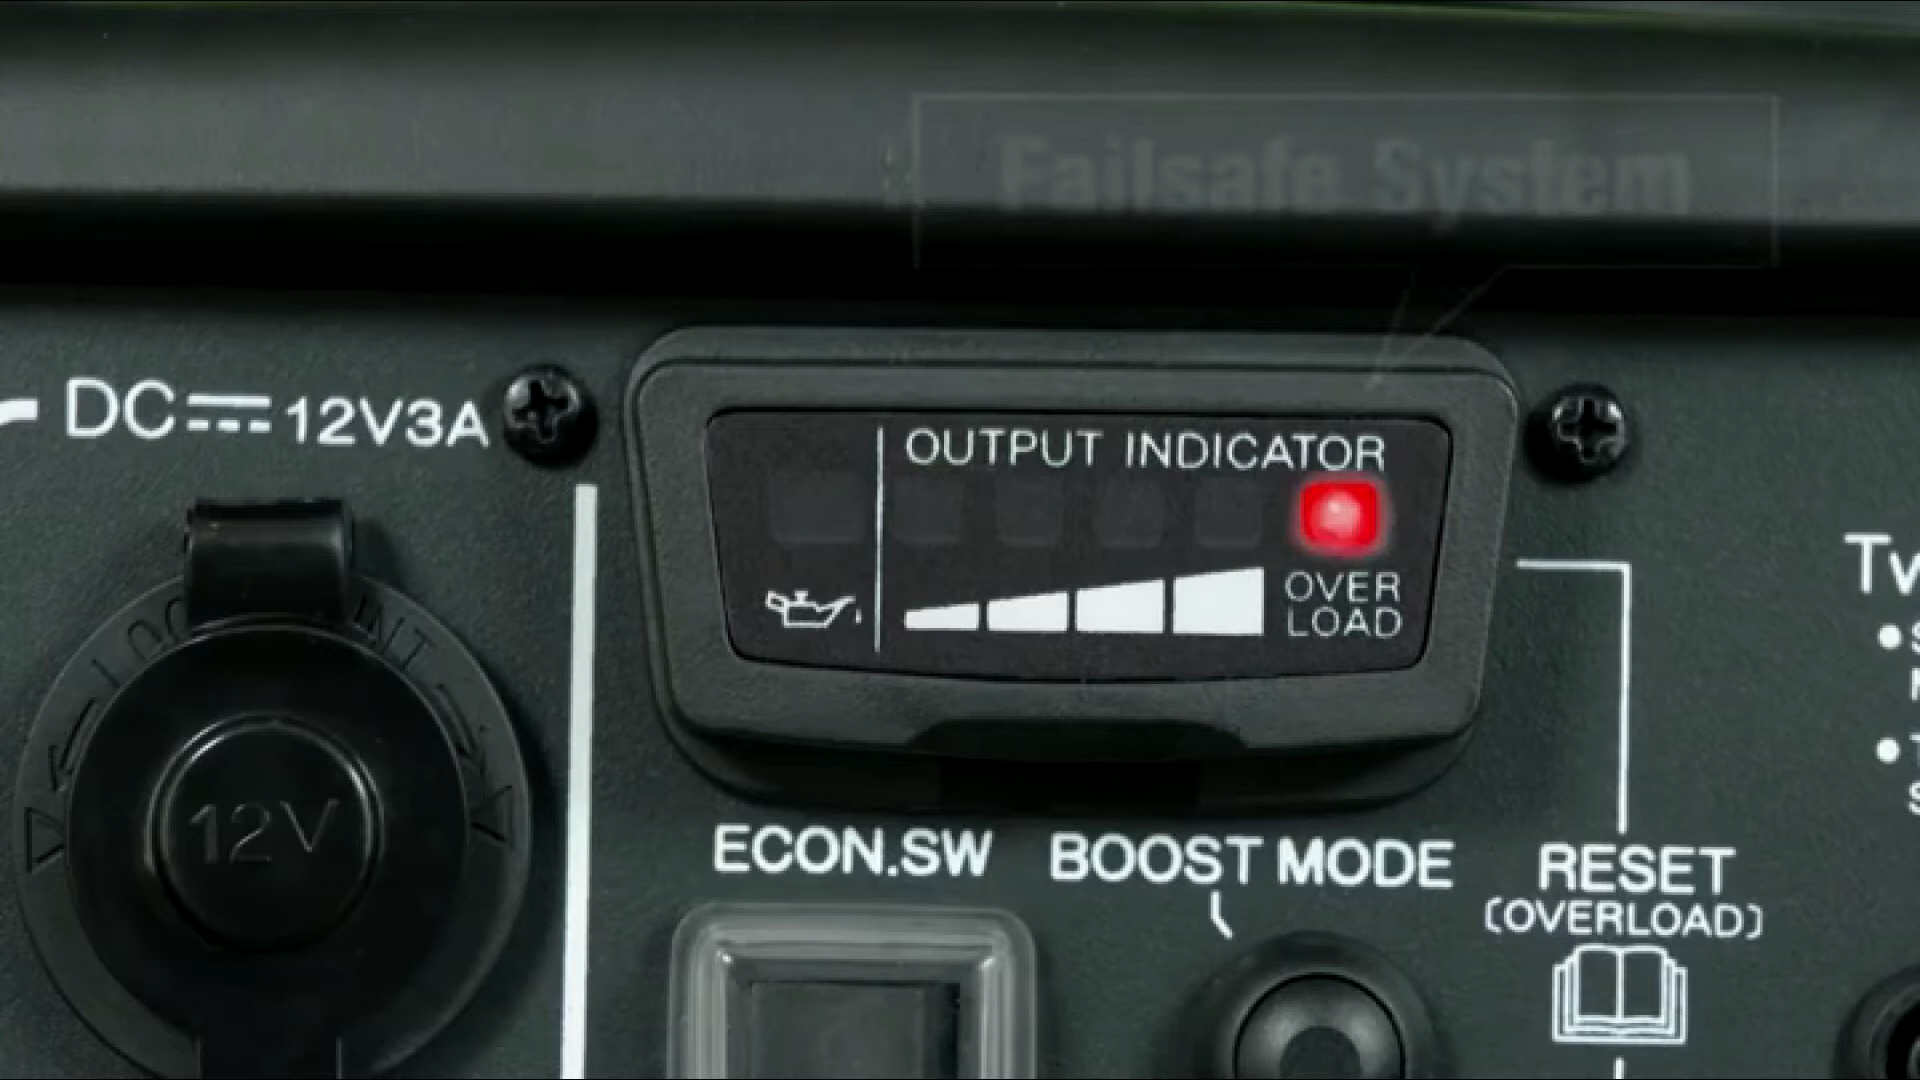 Failsafe System
DC 12V3A
OUTPUT INDICATOR
OVER
LOAD
12V
ECON.SW
BOOST MODE
RESET
(OVERLOAD)